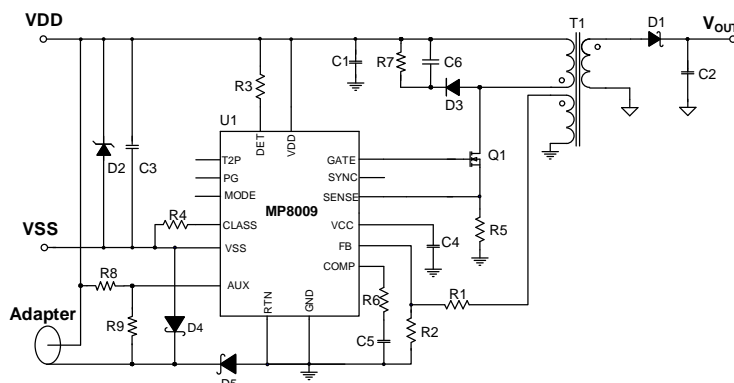 VDD
T1
D1
VOUT
C1
R7
C6
C2
R3
D3
U1
DET
VDD
Q1
D2
C3
T2P
PG
MODE
CLASS
VSS
AUX
MP8009
GATE
SYNC
SENSE
VCC
FB
COMP
RTN
GND
R4
VSS
R5
C4
R8
R1
R6
R9
Adapter
D4
C5
R2
D5